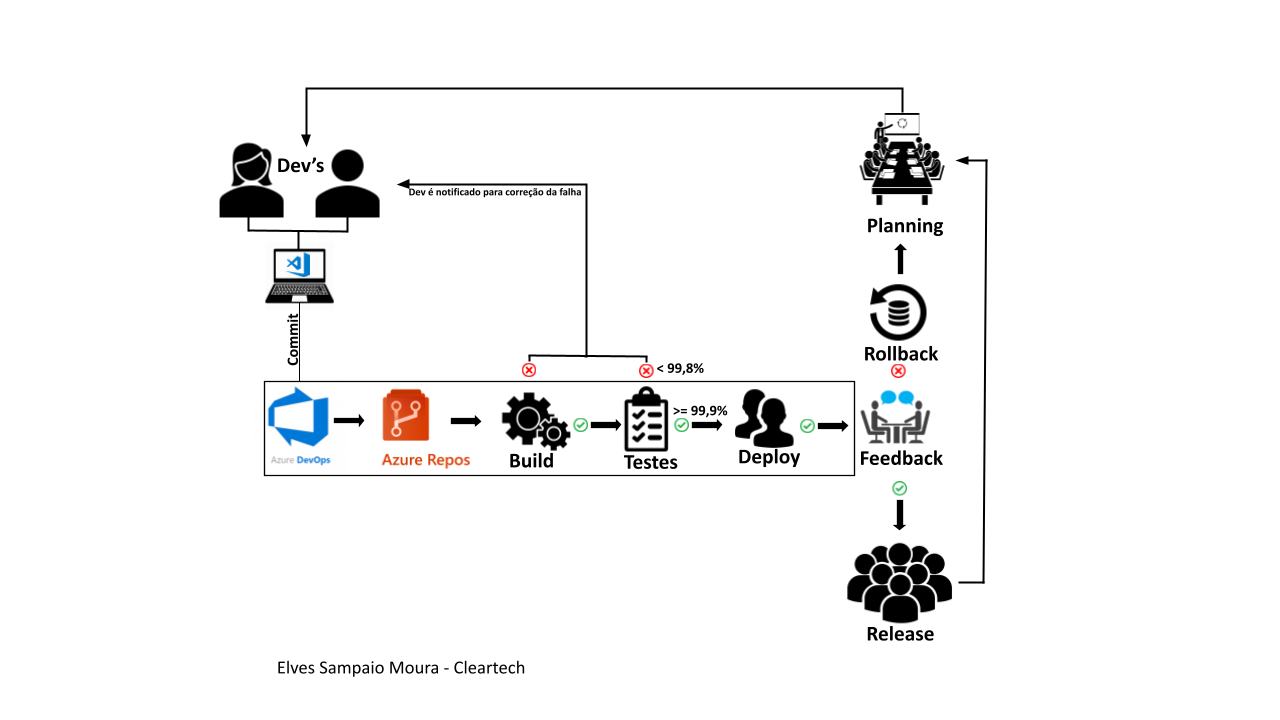 Dev's
Dev é notificado para correção da falha
Planning
Commit
Rollback
< 99,8%
>= 99,9%
Azure DevOps
Azure Repos
Build
Testes
Deploy
Feedback
Release
Elves Sampaio Moura - Cleartech